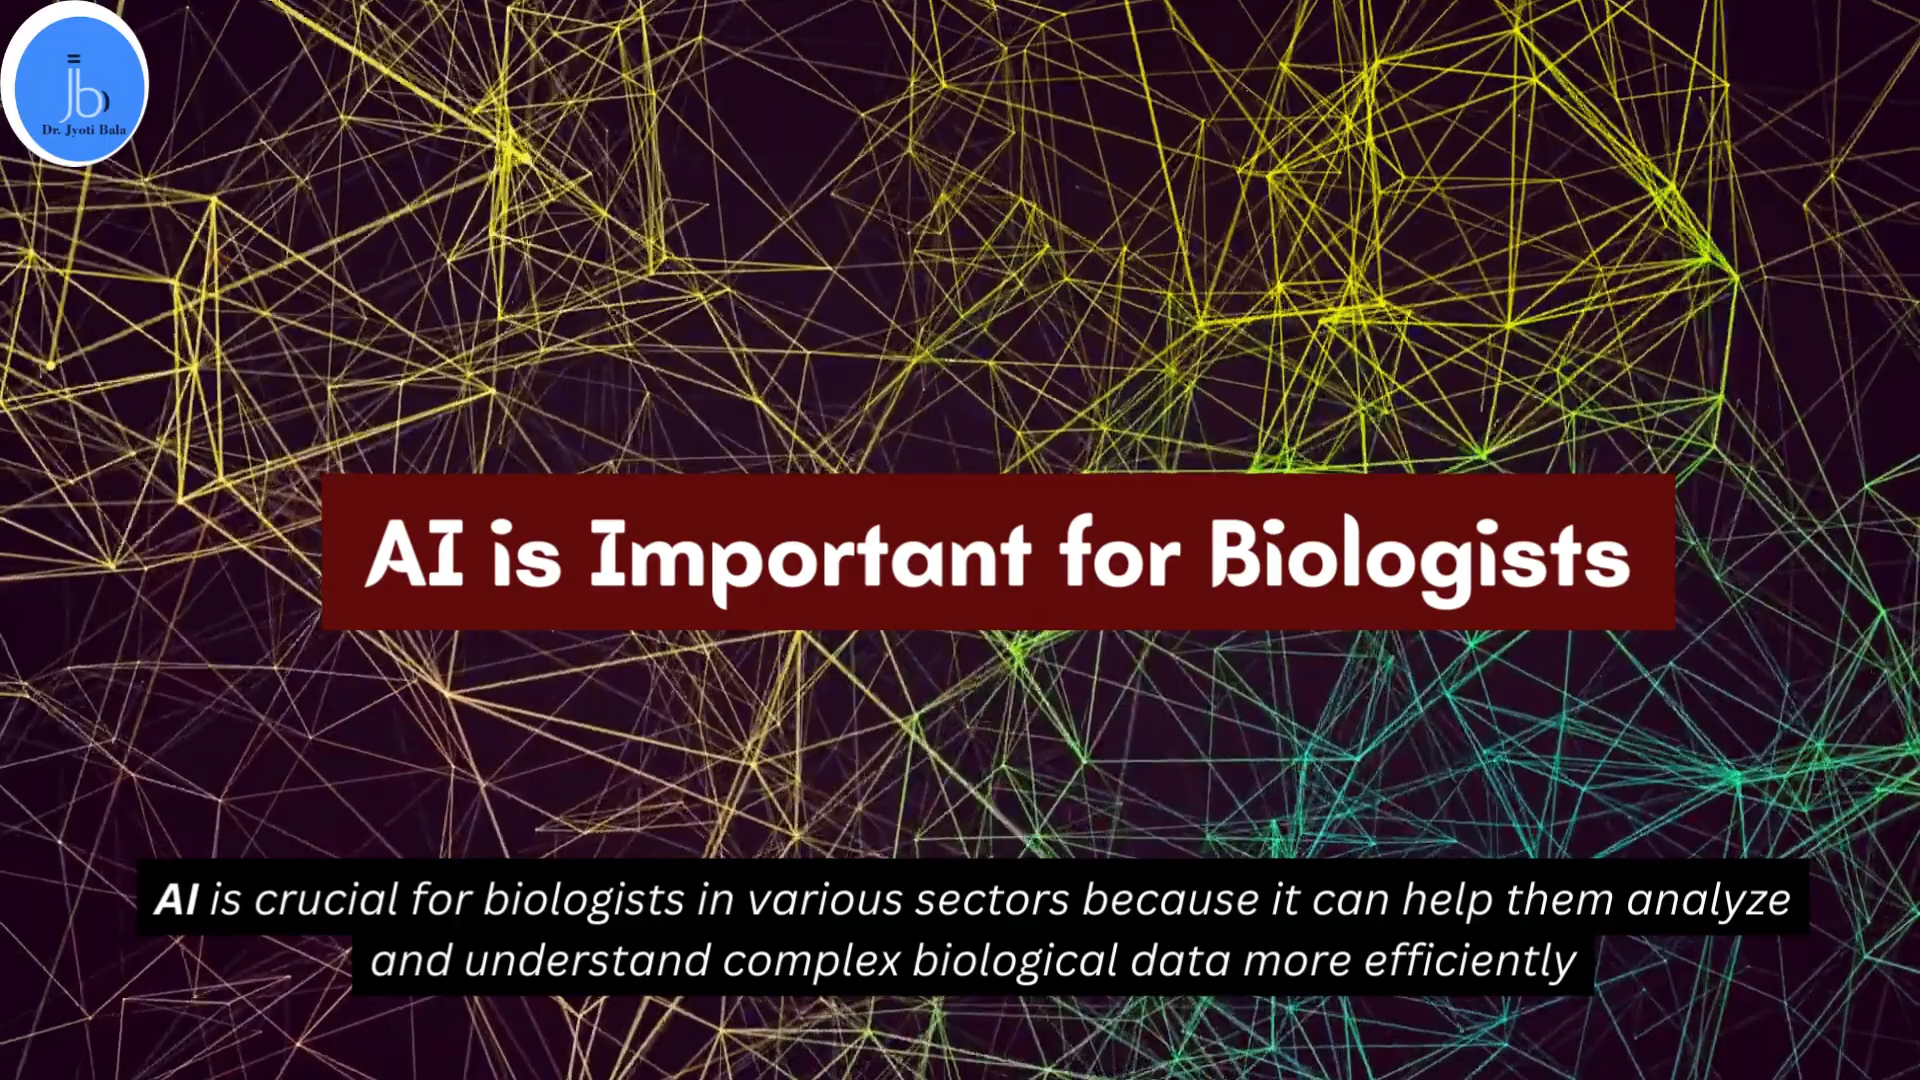 jb
Dr. Jyoti Bala
AI is Important for Biologists
AI is crucial for biologists in various sectors because it can help them analyze
and understand complex biological data more efficiently